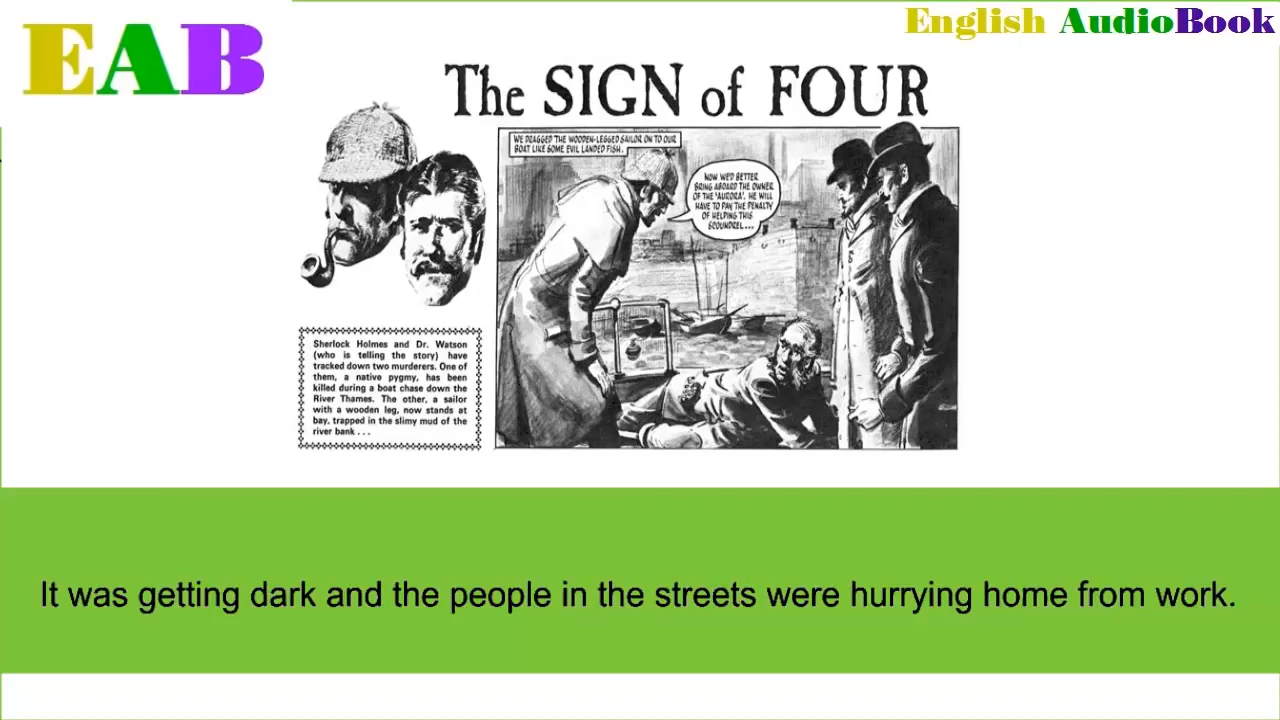 EAB
English AudioBook
The SIGN of FOUR
WE DRAGGED THE WOODEN-LEGGED SAILOR ON TO OUR
BOAT LIKE SOME EVIL LANDED FISH.
NOW WE'D BETTER
BRING ABOARD THE OWNER
OF THE 'AURORA'. HE WILL
HAVE TO PAY THE PENALTY
OF HELPING THIS
SCOUNDREL...
Sherlock Holmes and Dr. Watson
(who is telling the story) have
tracked down two murderers. One of
them, a native pygmy, has been
killed during a boat chase down the
River Thames. The other, a sailor
with a wooden leg, now stands at
bay, trapped in the slimy mud of the
river bank . . .
It was getting dark and the people in the streets were hurrying home from work.